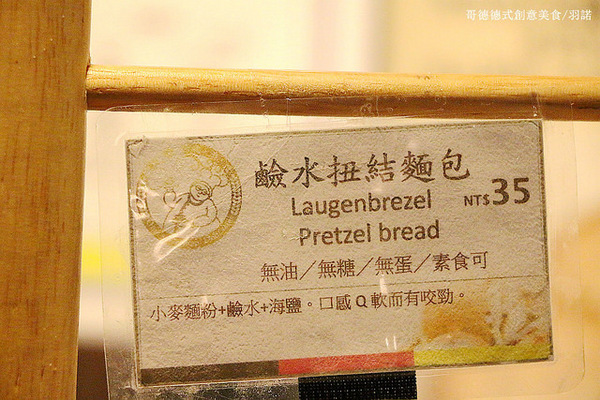 哥德德式創意美食/羽諾
鹼水扭結麵包
Laugenbrezel NT$35
Pretzel bread
無油／無糖／無蛋／素食可
小麥麵粉+鹼水+海鹽。口感Q軟而有咬勁。